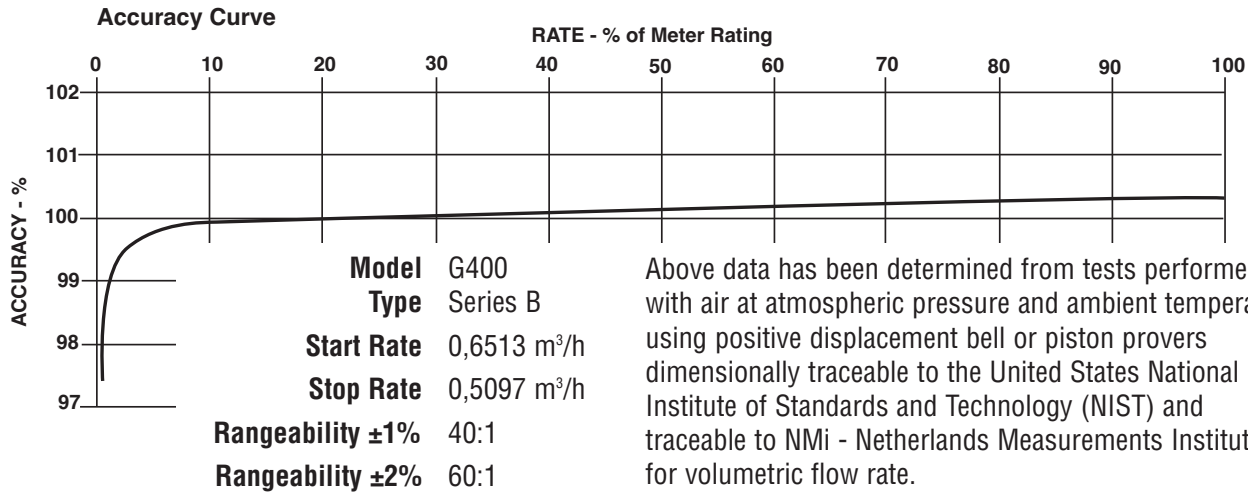 Accuracy Curve
RATE - % of Meter Rating
0 10 20 30 40 50 60 70 80 90 100
102
101
100
99
98
97
ACCURACY - %
Model G400
Type Series B
Start Rate 0,6513 m³/h
Stop Rate 0,5097 m³/h
Rangeability ±1% 40:1
Rangeability ±2% 60:1
Above data has been determined from tests performe
with air at atmospheric pressure and ambient tempera
using positive displacement bell or piston provers
dimensionally traceable to the United States National
Institute of Standards and Technology (NIST) and
traceable to NMi - Netherlands Measurements Institut
for volumetric flow rate.